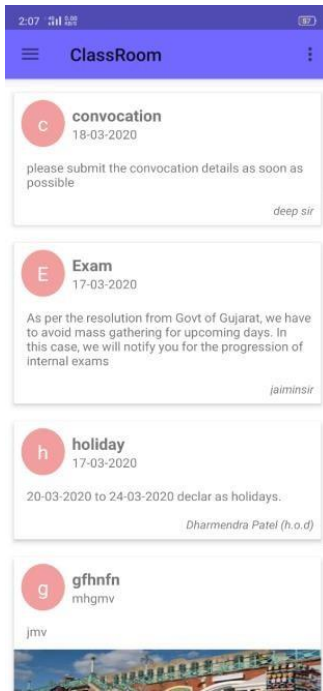 2:07
87
ClassRoom
c
convocation
18-03-2020
please submit the convocation details as soon as
possible
deep sir
E
Exam
17-03-2020
As per the resolution from Govt of Gujarat, we have
to avoid mass gathering for upcoming days. In
this case, we will notify you for the progression of
internal exams
jaiminsir
h
holiday
17-03-2020
20-03-2020 to 24-03-2020 declar as holidays.
Dharmendra Patel (h.o.d)
g
gfhnfn
mhgmv
jmv